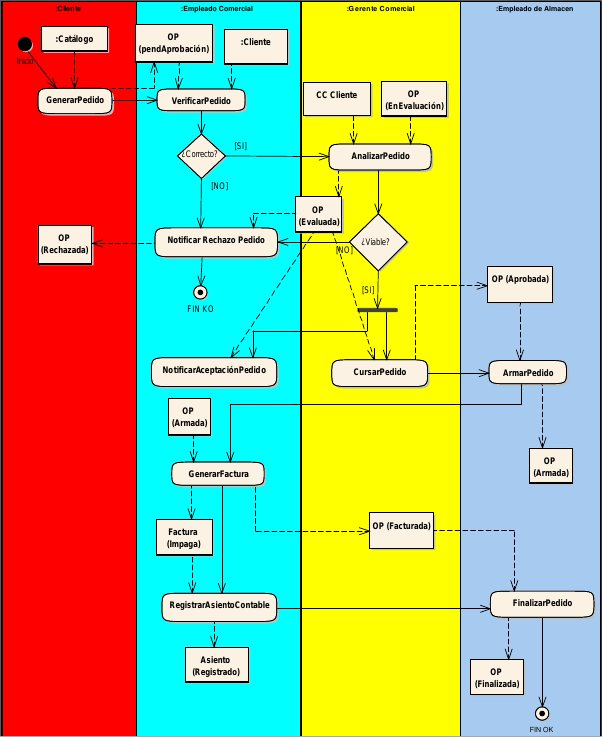 :Cliente
:Empleado Comercial
:Gerente Comercial
:Empleado de Almacen
Inicio
:Catálogo
OP
(pendAprobación)
:Cliente
GenerarPedido
VerificarPedido
CC Cliente
OP
(EnEvaluación)
¿Correcto?
[SI]
AnalizarPedido
[NO]
OP
(Evaluada)
OP
(Rechazada)
Notificar Rechazo Pedido
¿Viable?
[NO]
[SI]
FIN KO
OP (Aprobada)
NotificarAceptaciónPedido
CursarPedido
ArmarPedido
OP
(Armada)
OP
(Armada)
GenerarFactura
Factura
(Impaga)
OP (Facturada)
RegistrarAsientoContable
FinalizarPedido
Asiento
(Registrado)
OP
(Finalizada)
FIN OK